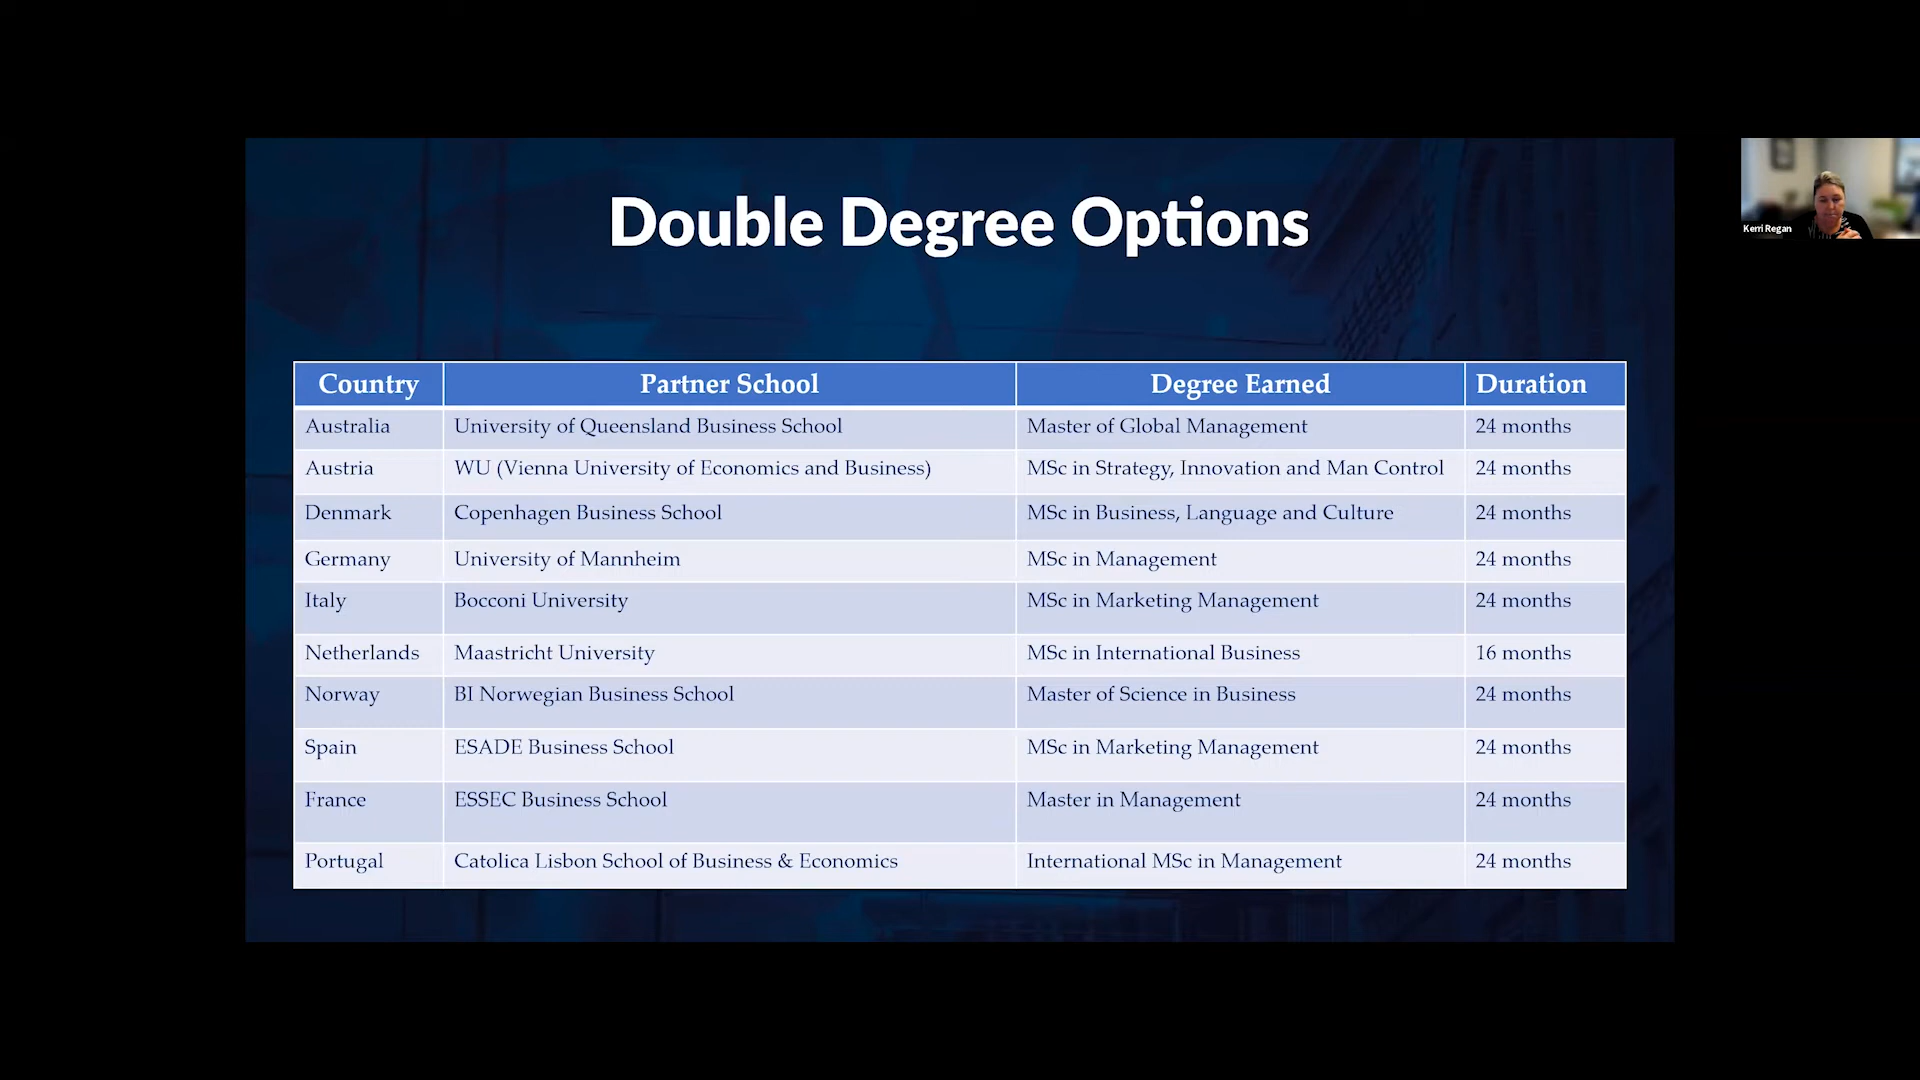 Double Degree Options
Kerri Regan
Country Partner School Degree Earned Duration
Australia University of Queensland Business School Master of Global Management 24 months
Austria WU (Vienna University of Economics and Business) MSc in Strategy, Innovation and Man Control 24 months
Denmark Copenhagen Business School MSc in Business, Language and Culture 24 months
Germany University of Mannheim MSc in Management 24 months
Italy Bocconi University MSc in Marketing Management 24 months
Netherlands Maastricht University MSc in International Business 16 months
Norway BI Norwegian Business School Master of Science in Business 24 months
Spain ESADE Business School MSc in Marketing Management 24 months
France ESSEC Business School Master in Management 24 months
Portugal Catolica Lisbon School of Business & Economics International MSc in Management 24 months